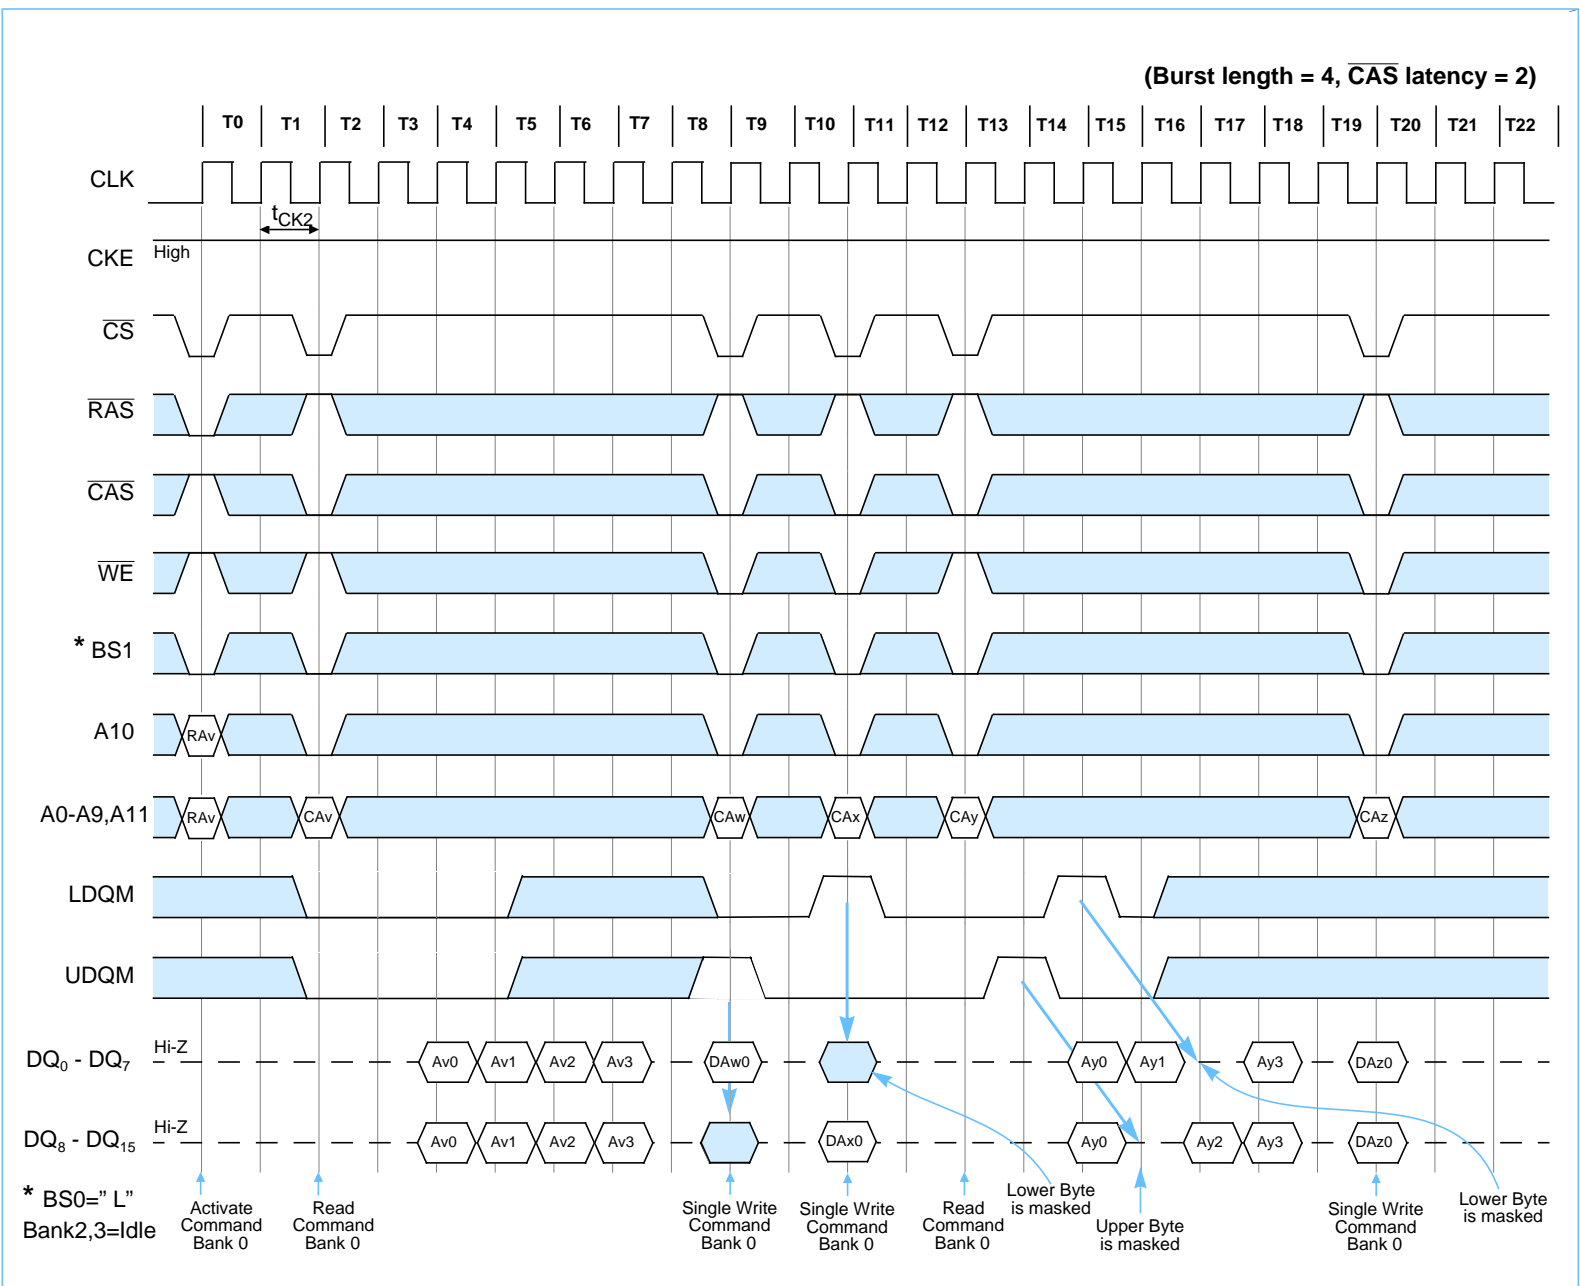 (Burst length = 4, CAS latency = 2)
T0 T1 T2 T3 T4 T5 T6 T7 T8 T9 T10 T11 T12 T13 T14 T15 T16 T17 T18 T19 T20 T21 T22
CLK
tCK2
CKE High
CS
RAS
CAS
WE
* BS1
A10 RAv
A0-A9,A11 RAv CAv CAw CAx CAy CAz
LDQM
UDQM
DQ0 - DQ7 Hi-Z Av0 Av1 Av2 Av3 DAw0 Ay0 Ay1 Ay3 DAz0
DQ8 - DQ15 Hi-Z Av0 Av1 Av2 Av3 DAx0 Ay0 Ay2 Ay3 DAz0
* BS0=” L”
Bank2,3=Idle
Activate
Command
Bank 0
Read
Command
Bank 0
Single Write
Command
Bank 0
Single Write
Command
Bank 0
Read
Command
Bank 0
Lower Byte
is masked
Upper Byte
is masked
Single Write
Command
Bank 0
Lower Byte
is masked